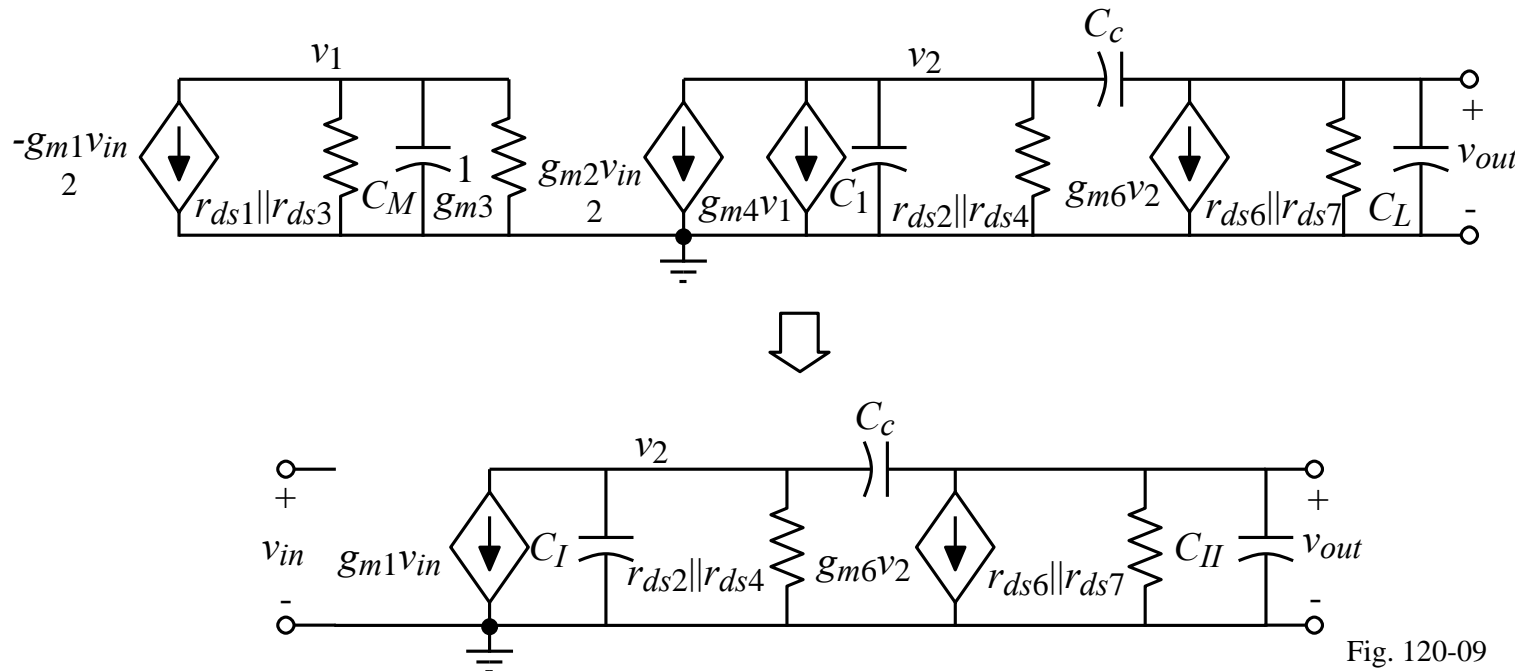 v1
v2
Cc
-gm1vin
2
rds1||rds3
CM
1
gm3
gm2vin
2
gm4v1
C1
rds2||rds4
gm6v2
rds6||rds7
CL
+
vout
-
v2
Cc
+
vin
-
gm1vin
CI
rds2||rds4
gm6v2
rds6||rds7
CII
+
vout
-
Fig. 120-09